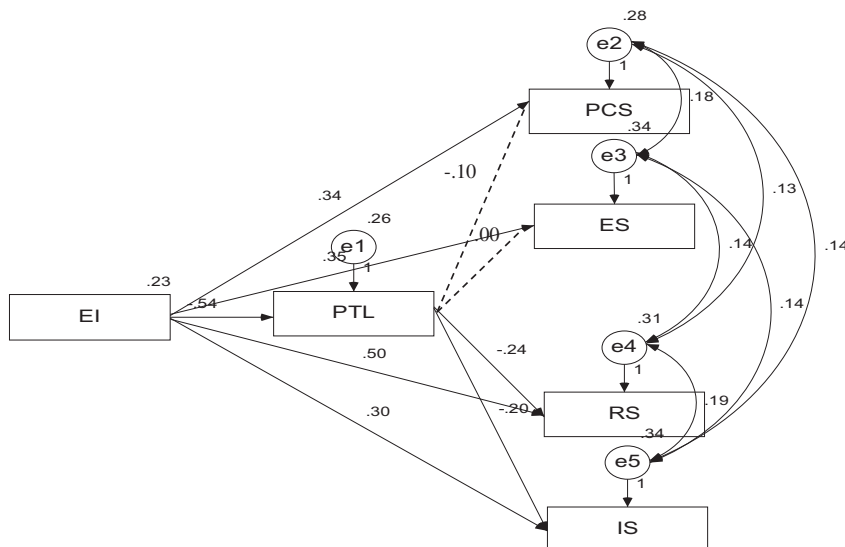 .28
e2
1
PCS
.18
.34
e3
-.10
1
.34
.13
.26
ES
.00
e1
.14
.14
.35
1
.23
.14
-.54
EI
PTL
.31
e4
-.24
.50
1
.19
-.20
.30
RS
.34
e5
1
IS